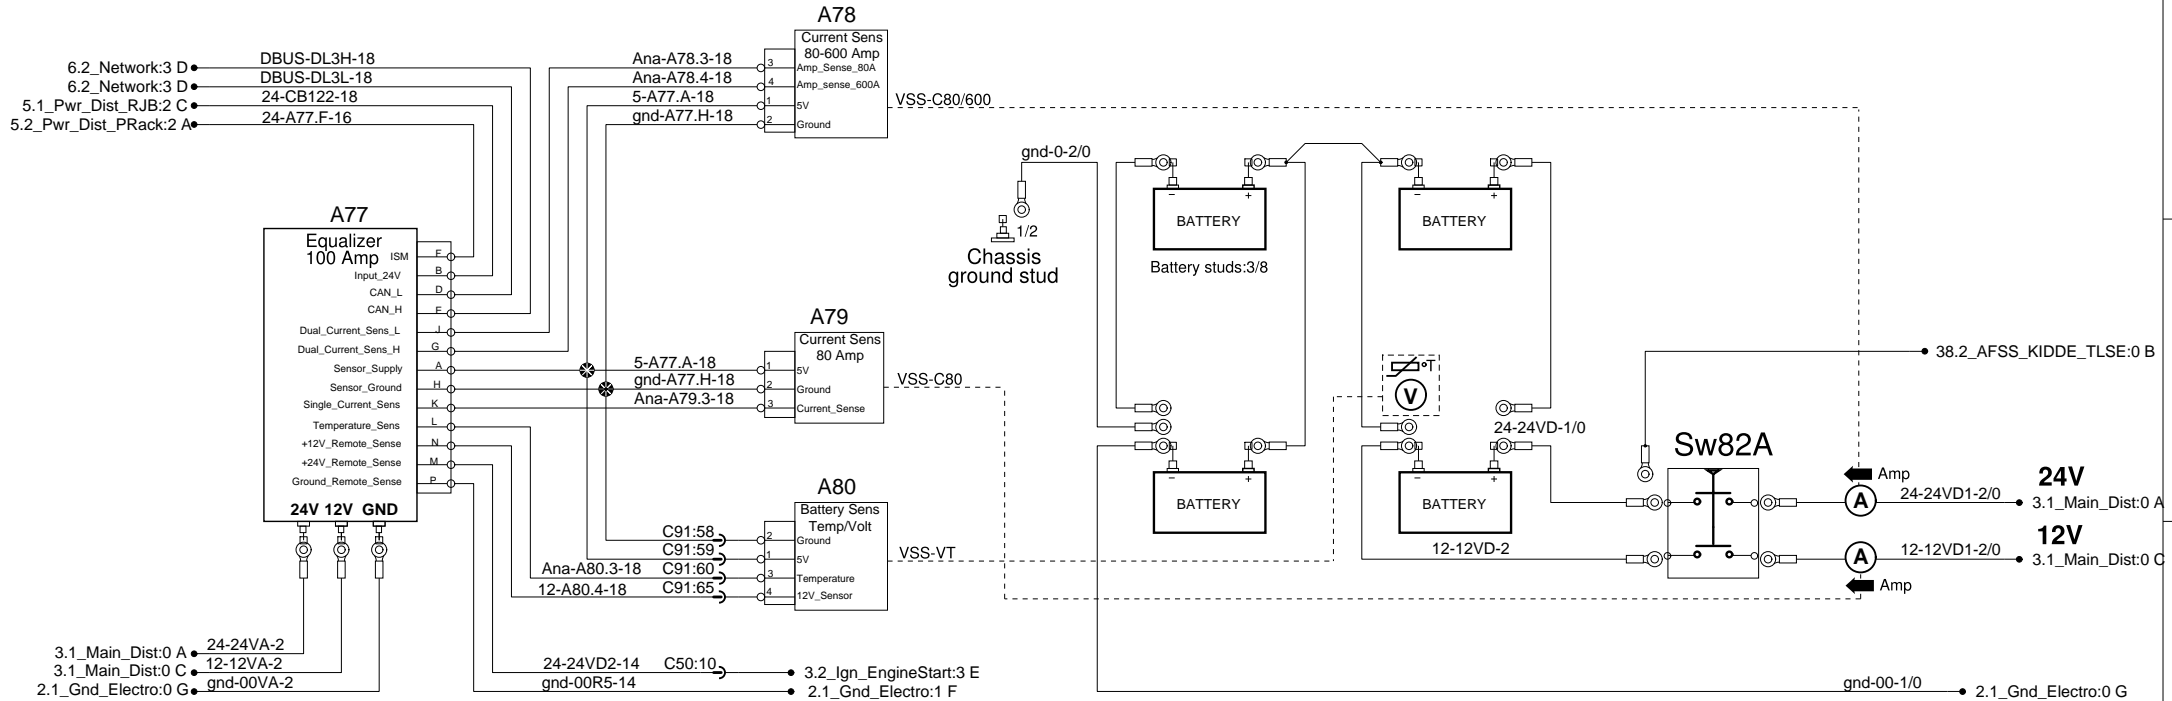 A78
Current Sens
80-600 Amp
3
Amp_Sense_80A
4
Amp_sense_600A
1
5V
2
Ground
6.2_Network:3 D
DBUS-DL3H-18
6.2_Network:3 D
DBUS-DL3L-18
5.1_Pwr_Dist_RJB:2 C
24-CB122-18
5.2_Pwr_Dist_PRack:2 A
24-A77.F-16
Ana-A78.3-18
Ana-A78.4-18
5-A77.A-18
gnd-A77.H-18
VSS-C80/600
A77
Equalizer
100 Amp
ISM
F
Input_24V
B
CAN_L
D
CAN_H
E
Dual_Current_Sens_L
J
Dual_Current_Sens_H
G
Sensor_Supply
A
Sensor_Ground
H
Single_Current_Sens
K
Temperature_Sens
L
+12V_Remote_Sense
N
+24V_Remote_Sense
M
Ground_Remote_Sense
P
24V 12V GND
gnd-0-2/0
1/2
Chassis
ground stud
- +
BATTERY
Battery studs:3/8
- +
BATTERY
A79
Current Sens
80 Amp
1
5V
2
Ground
3
Current_Sense
5-A77.A-18
gnd-A77.H-18
Ana-A79.3-18
VSS-C80
°T
V
24-24VD-1/0
38.2_AFSS_KIDDE_TLSE:0 B
- +
BATTERY
- +
BATTERY
12-12VD-2
Sw82A
Amp
A
24-24VD1-2/0
24V
3.1_Main_Dist:0 A
12V
A
12-12VD1-2/0
3.1_Main_Dist:0 C
Amp
A80
Battery Sens
Temp/Volt
2
Ground
1
5V
3
Temperature
4
12V_Sensor
C91:58
C91:59
Ana-A80.3-18
C91:60
12-A80.4-18
C91:65
VSS-VT
3.1_Main_Dist:0 A
24-24VA-2
3.1_Main_Dist:0 C
12-12VA-2
2.1_Gnd_Electro:0 G
gnd-00VA-2
24-24VD2-14
C50:10
3.2_Ign_EngineStart:3 E
gnd-00R5-14
2.1_Gnd_Electro:1 F
gnd-00-1/0
2.1_Gnd_Electro:0 G